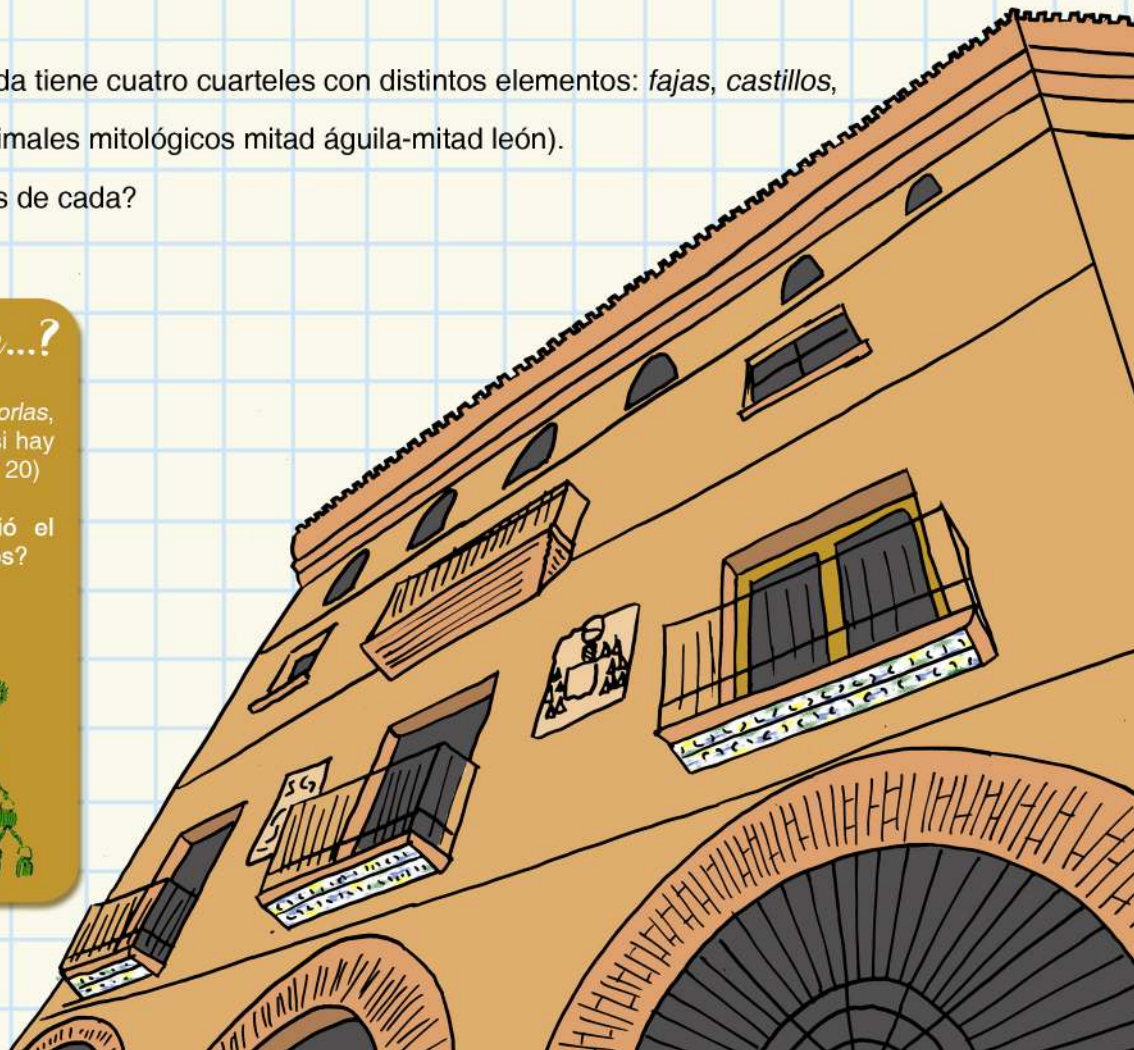 da tiene cuatro cuarteles con distintos elementos: fajas, castillos,
imales mitológicos mitad águila-mitad león).
s de cada?
...?
orlas,
si hay
20)
ió el
os?